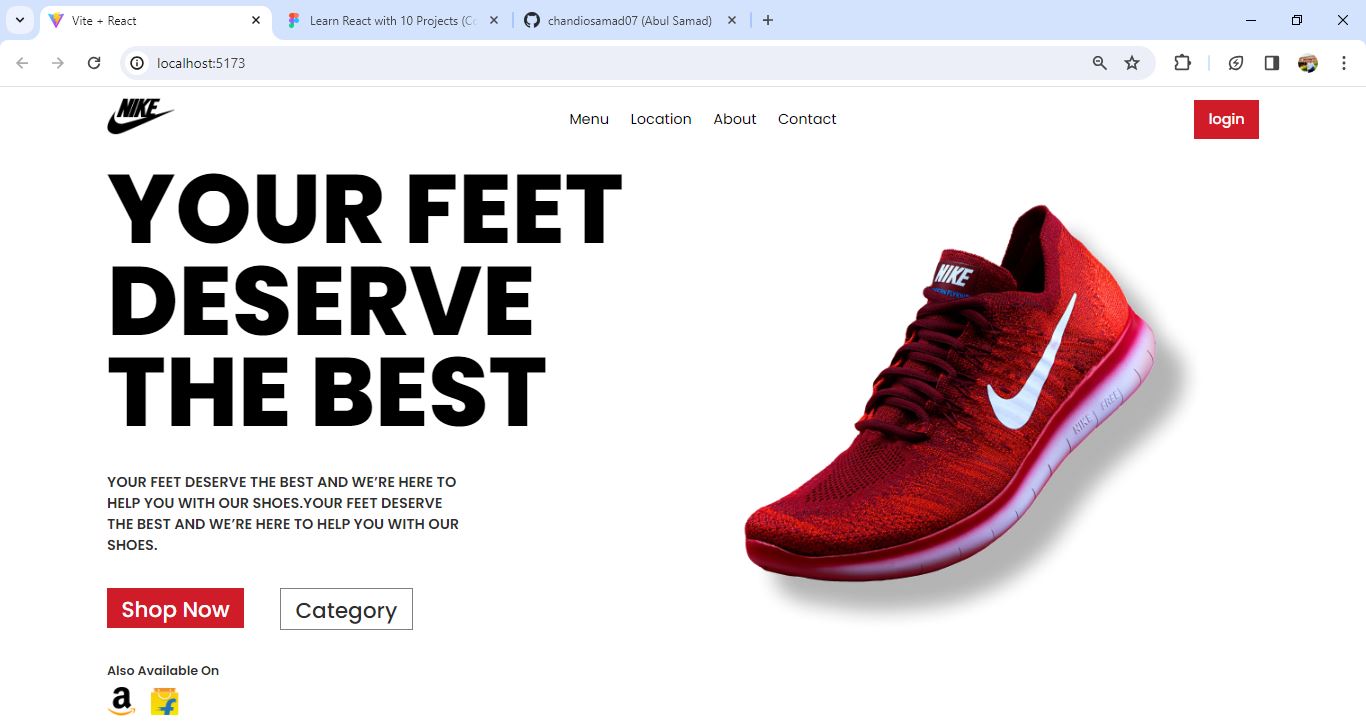 Vite + React
Learn React with 10 Projects (Co
chandiosamad07 (Abul Samad)
localhost:5173
NIKE
Menu
Location
About
Contact
login
YOUR FEET
DESERVE
THE BEST
NIKE
NIKE FREE
YOUR FEET DESERVE THE BEST AND WE’RE HERE TO
HELP YOU WITH OUR SHOES.YOUR FEET DESERVE
THE BEST AND WE’RE HERE TO HELP YOU WITH OUR
SHOES.
Shop Now
Category
Also Available On
a
f